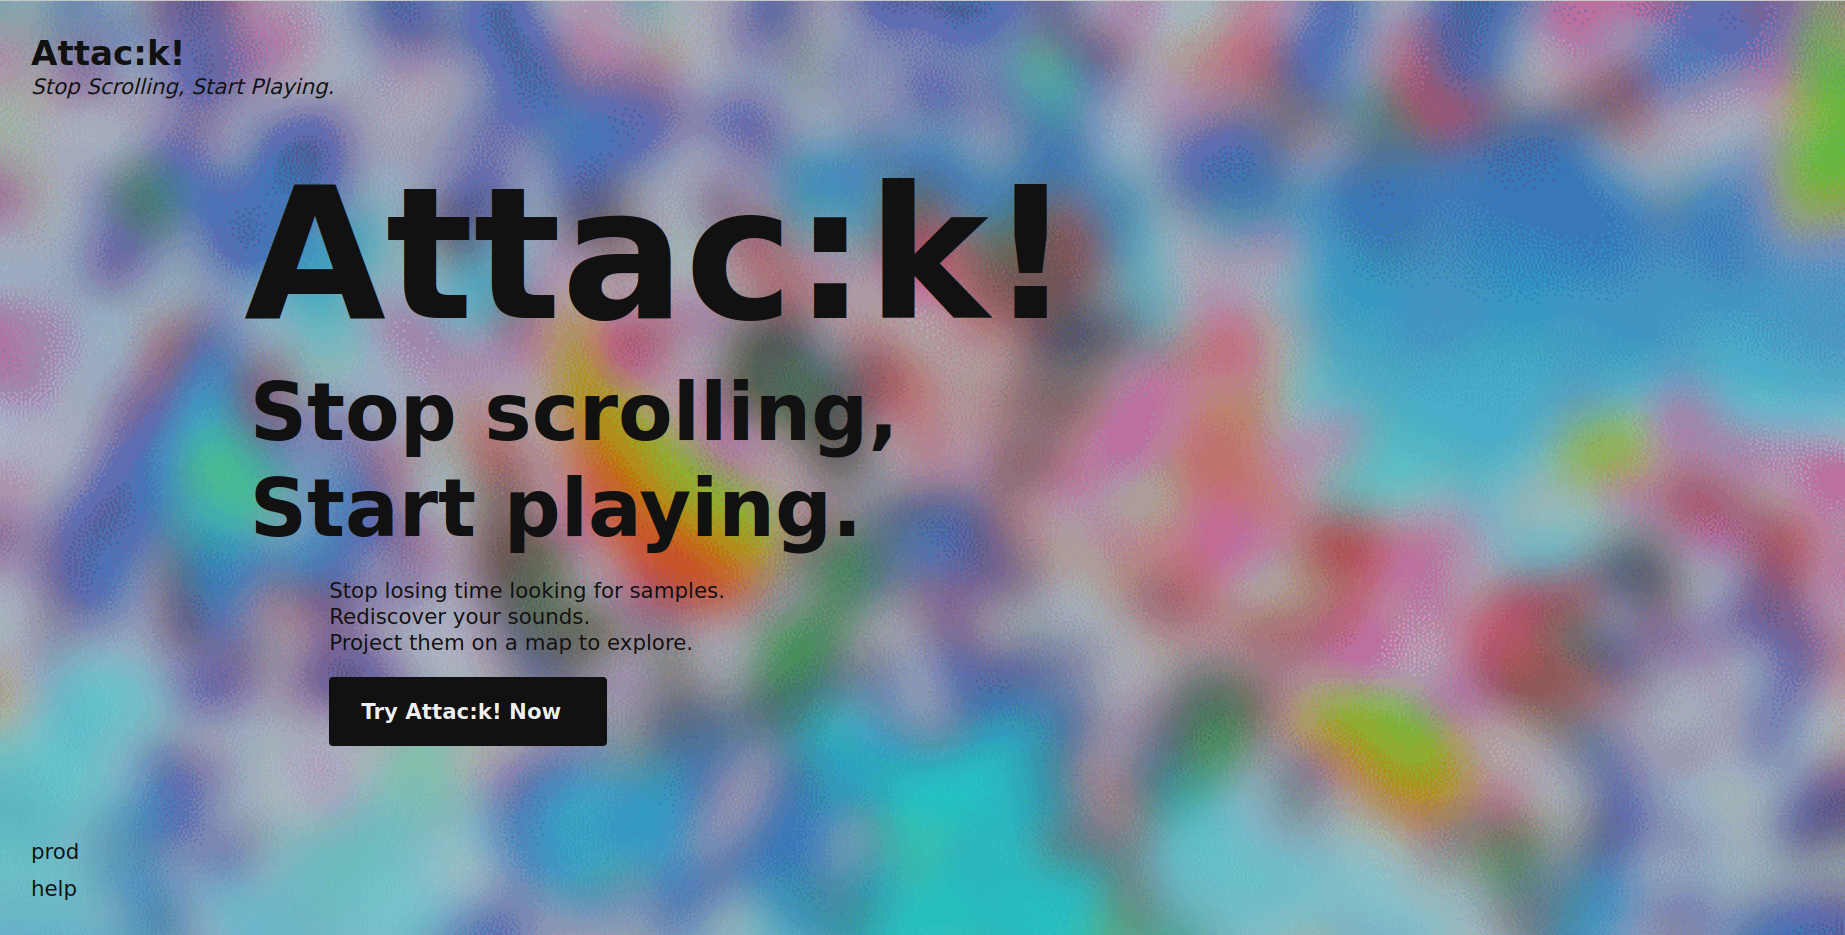 Attac:k!
Stop Scrolling, Start Playing.
Attac:k!
Stop scrolling,
Start playing.
Stop losing time looking for samples.
Rediscover your sounds.
Project them on a map to explore.
Try Attac:k! Now
prod
help